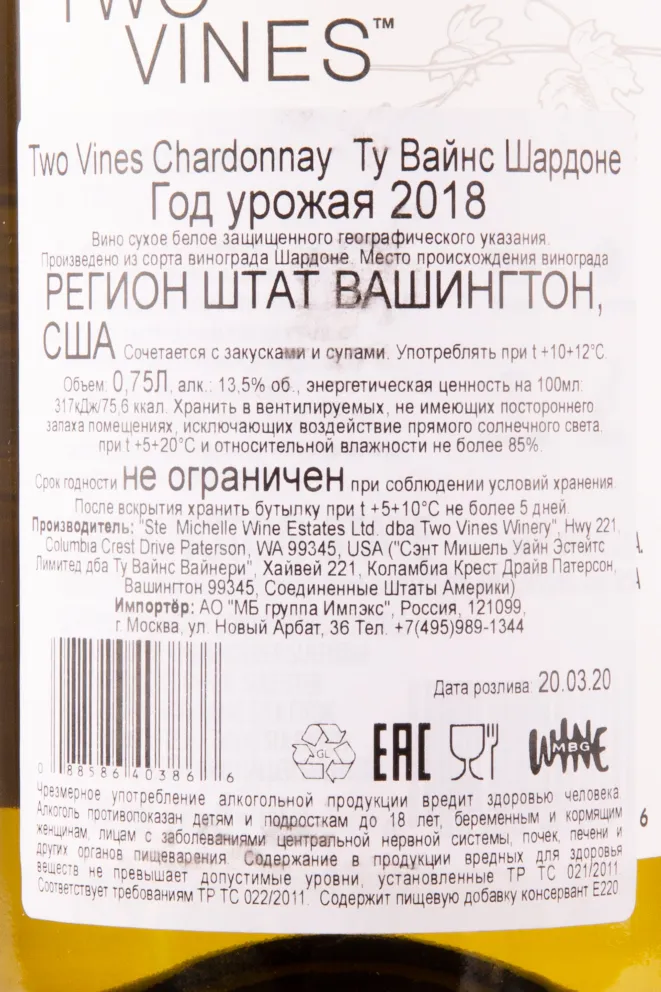 TWO
VINES™
Two Vines Chardonnay Ту Вайнс Шардоне
Год урожая 2018
Вино сухое белое защищенного географического указания.
Произведено из сорта винограда Шардоне. Место происхождения винограда
РЕГИОН ШТАТ ВАШИНГТОН,
США Сочетается с закусками и супами. Употреблять при t +10+12°C
Объем: 0,75Л, алк.: 13,5% об., энергетическая ценность на 100мл:
317кДж/75,6 ккал. Хранить в вентилируемых, не имеющих постороннего
запаха помещениях, исключающих воздействие прямого солнечного света.
при t +5+20°C и относительной влажности не более 85%.
Срок годности не ограничен при соблюдении условий хранения.
После вскрытия хранить бутылку при t +5+10°C не более 5 дней.
Производитель: "Ste Michelle Wine Estates Ltd. dba Two Vines Winery", Hwy 221,
Columbia Crest Drive Paterson, WA 99345, USA ("Сэнт Мишель Уайн Эстейтс
Лимитед дба Ту Вайнс Вайнери", Хайвей 221, Коламбиа Крест Драйв Патерсон,
Вашингтон 99345, Соединенные Штаты Америки)
Импортёр: АО "МБ группа Импэкс", Россия, 121099,
г. Москва, ул. Новый Арбат, 36 Тел. +7(495)989-1344
Дата розлива: 20.03.20
GL
EAC
WINE
MBG
0 88586 40386 6
6
Чрезмерное употребление алкогольной продукции вредит здоровью человека.
Алкоголь противопоказан детям и подросткам до 18 лет, беременным и кормящим
женщинам, лицам с заболеваниями центральной нервной системы, почек, печени и
других органов пищеварения. Содержание в продукции вредных для здоровья
веществ не превышает допустимые уровни, установленные ТР ТС 021/2011.
Соответствует требованиям ТР ТС 022/2011. Содержит пищевую добавку консервант Е220